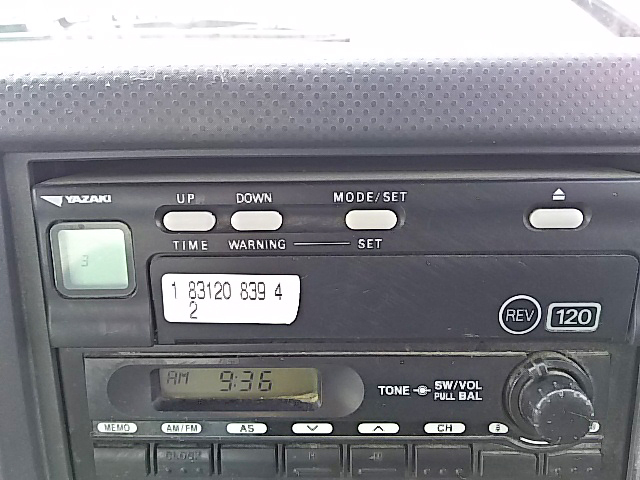 YAZAKI
UP DOWN MODE/SET
TIME WARNING SET
3
1 83120 839 4
2
REV 120
AM 9:36
TONE SW/VOL
PULL BAL
MEMO AM/FM AS CH
CLOCK